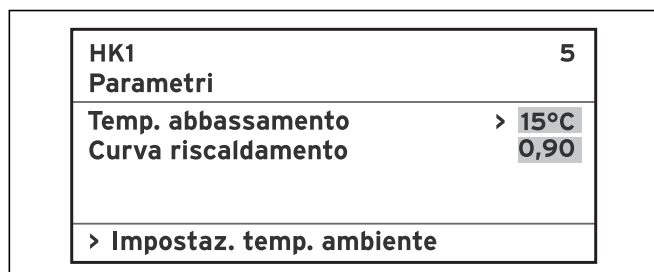 HK1 5
Parametri
Temp. abbassamento > 15°C
Curva riscaldamento 0,90
> Impostaz. temp. ambiente